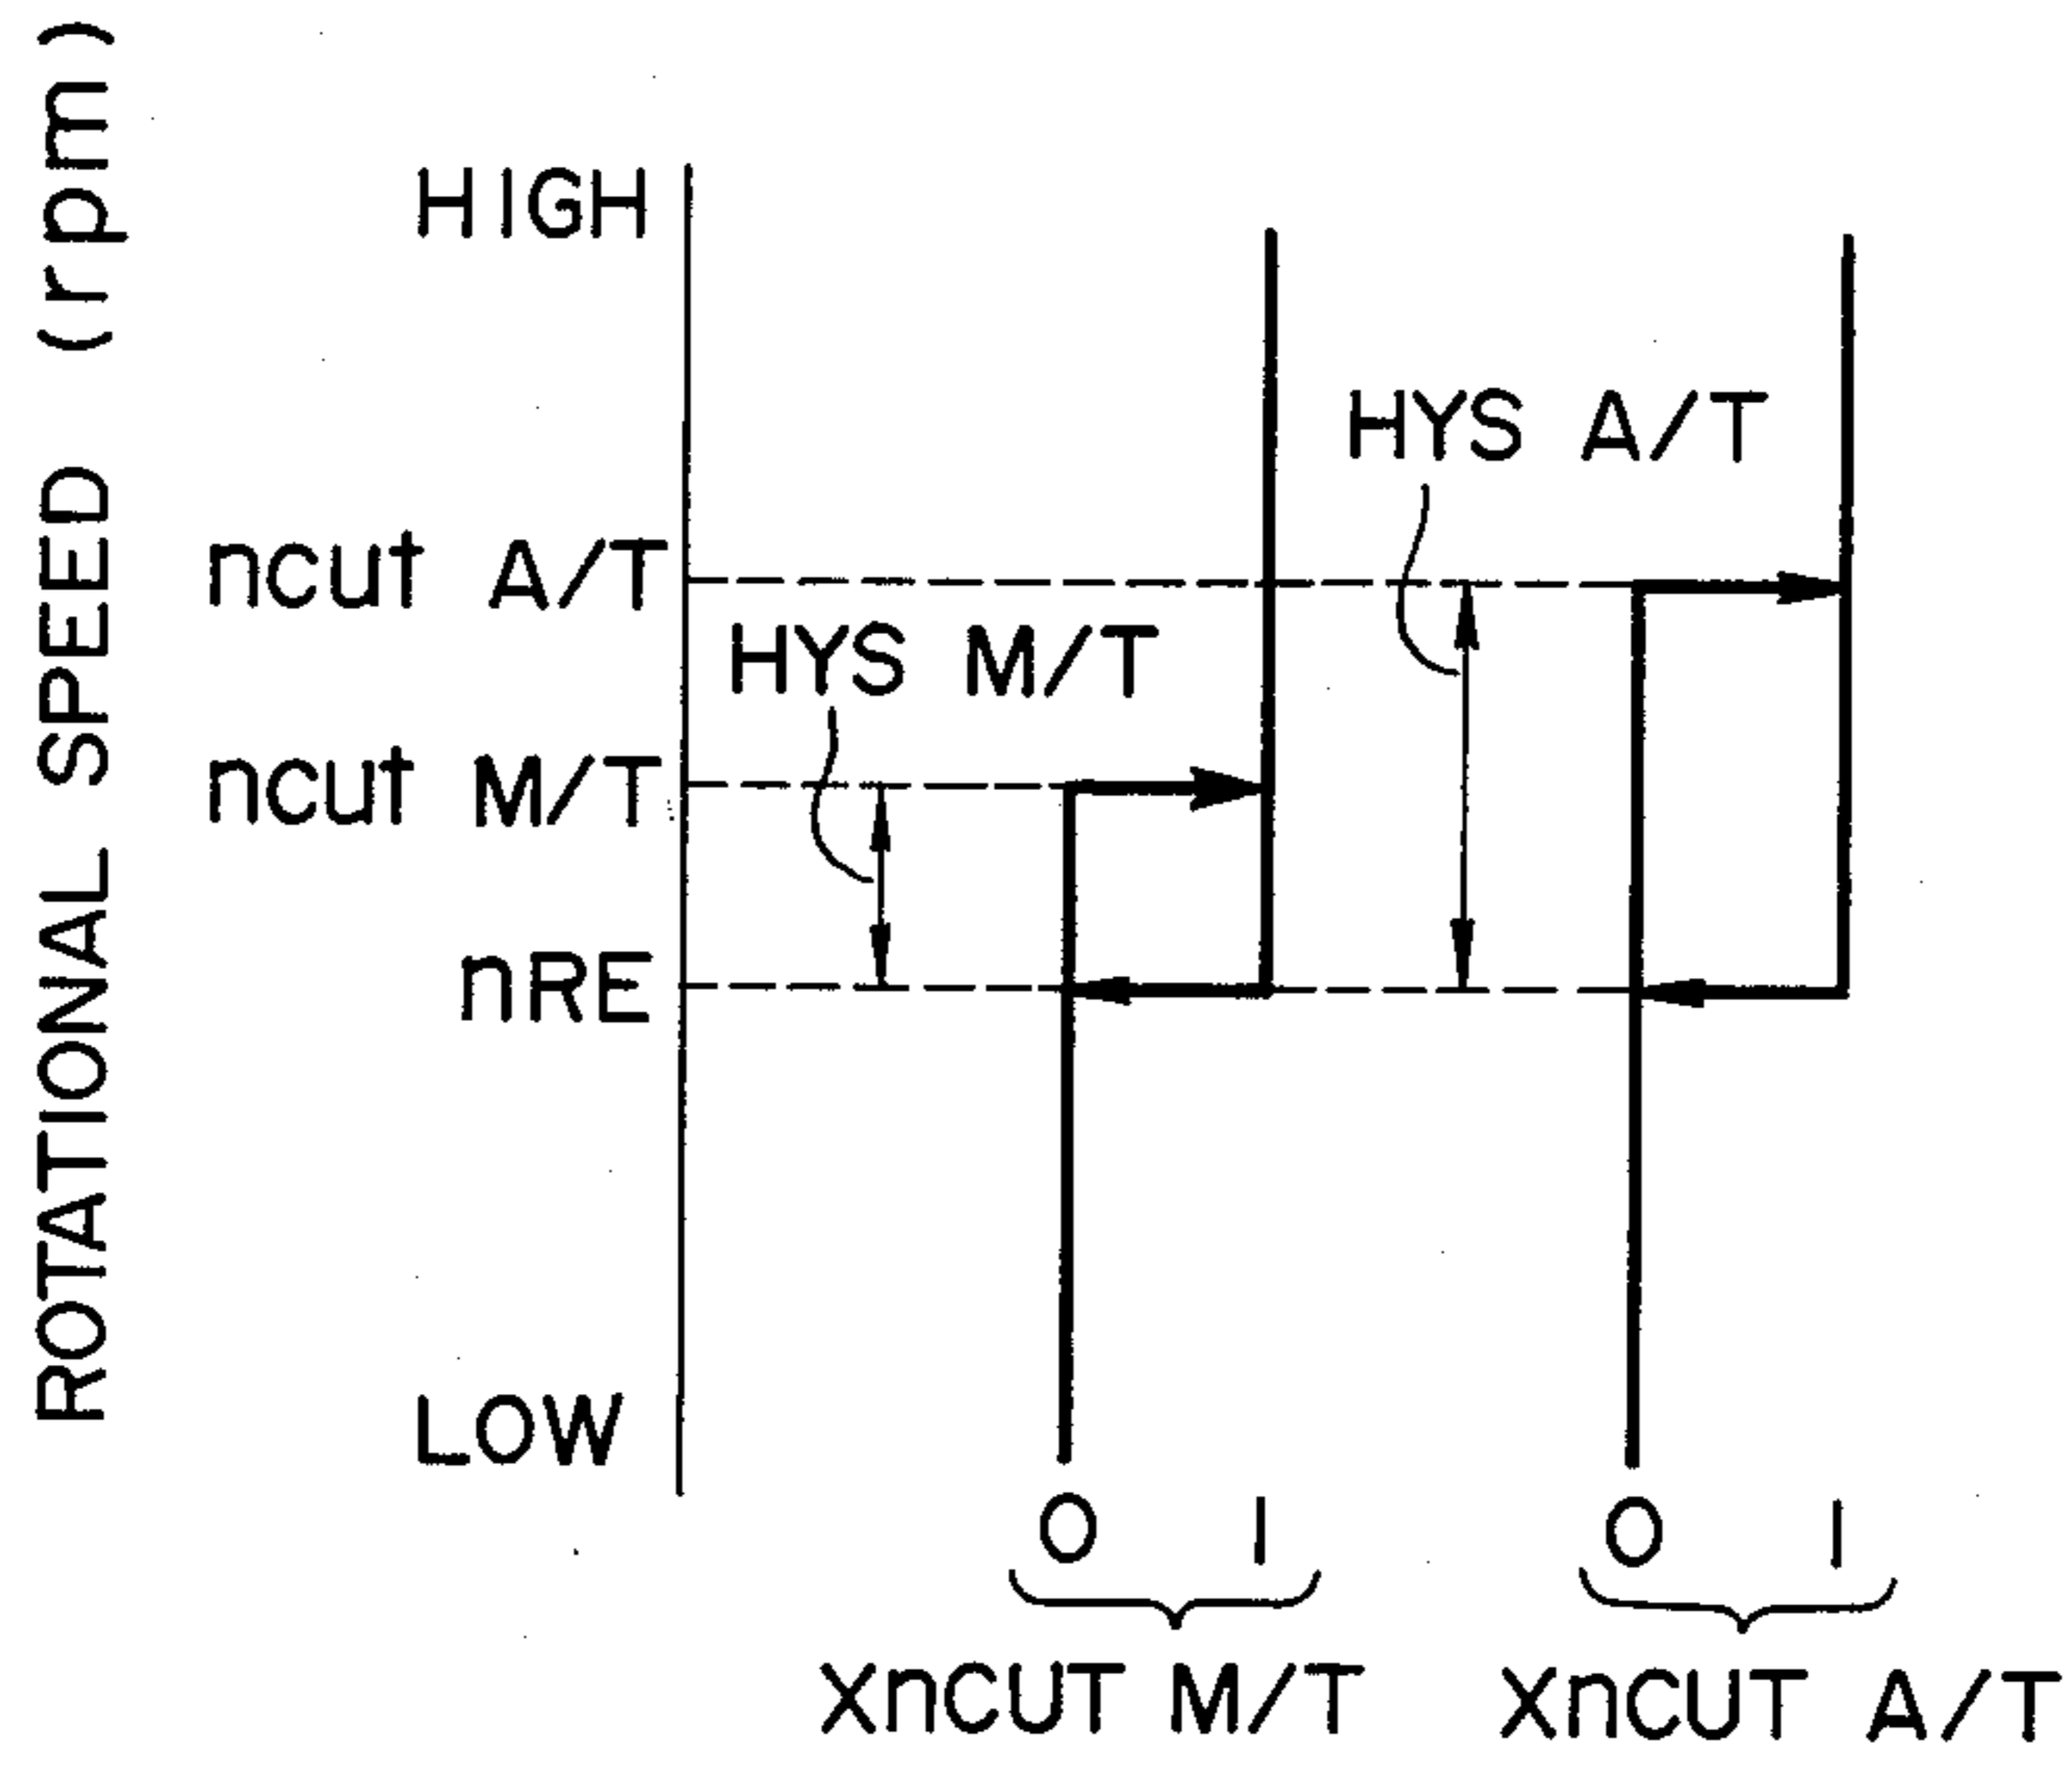 ROTATIONAL SPEED (rpm)
HIGH
HYS A/T
ncut A/T
HYS M/T
ncut M/T
nRE
LOW
0 1 0 1
XnCUT M/T XnCUT A/T